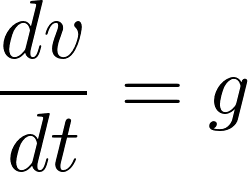 dv/dt = g